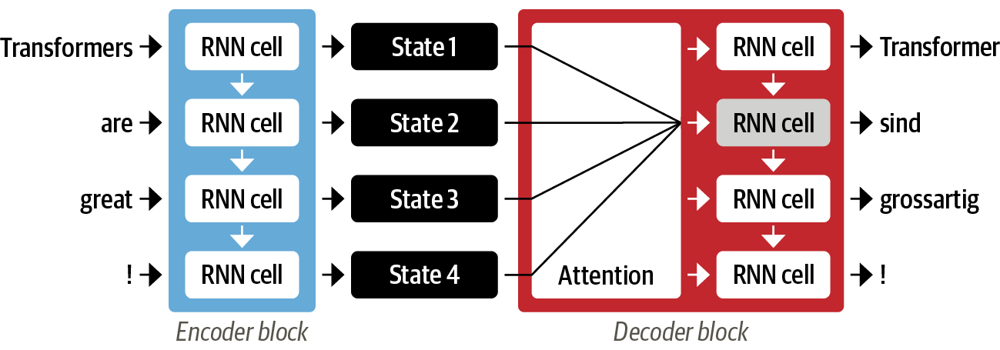 Transformers RNN cell State 1 RNN cell Transformer
are RNN cell State 2 RNN cell sind
great RNN cell State 3 RNN cell grossartig
! RNN cell State 4 Attention RNN cell !
Encoder block Decoder block